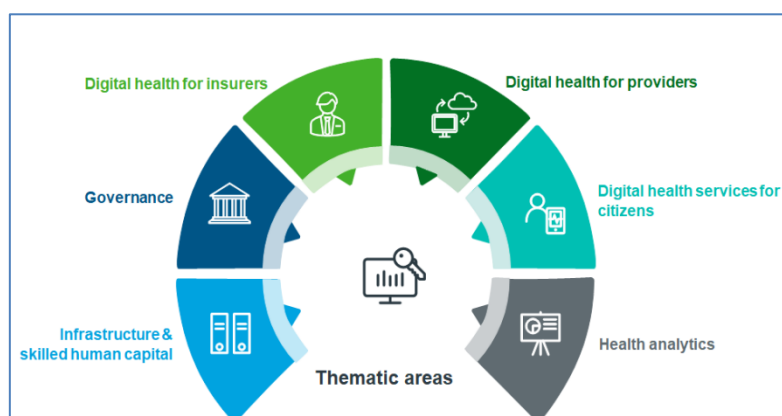 Digital health for insurers
Digital health for providers
Governance
Digital health services for
citizens
Infrastructure &
skilled human capital
Health analytics
Thematic areas